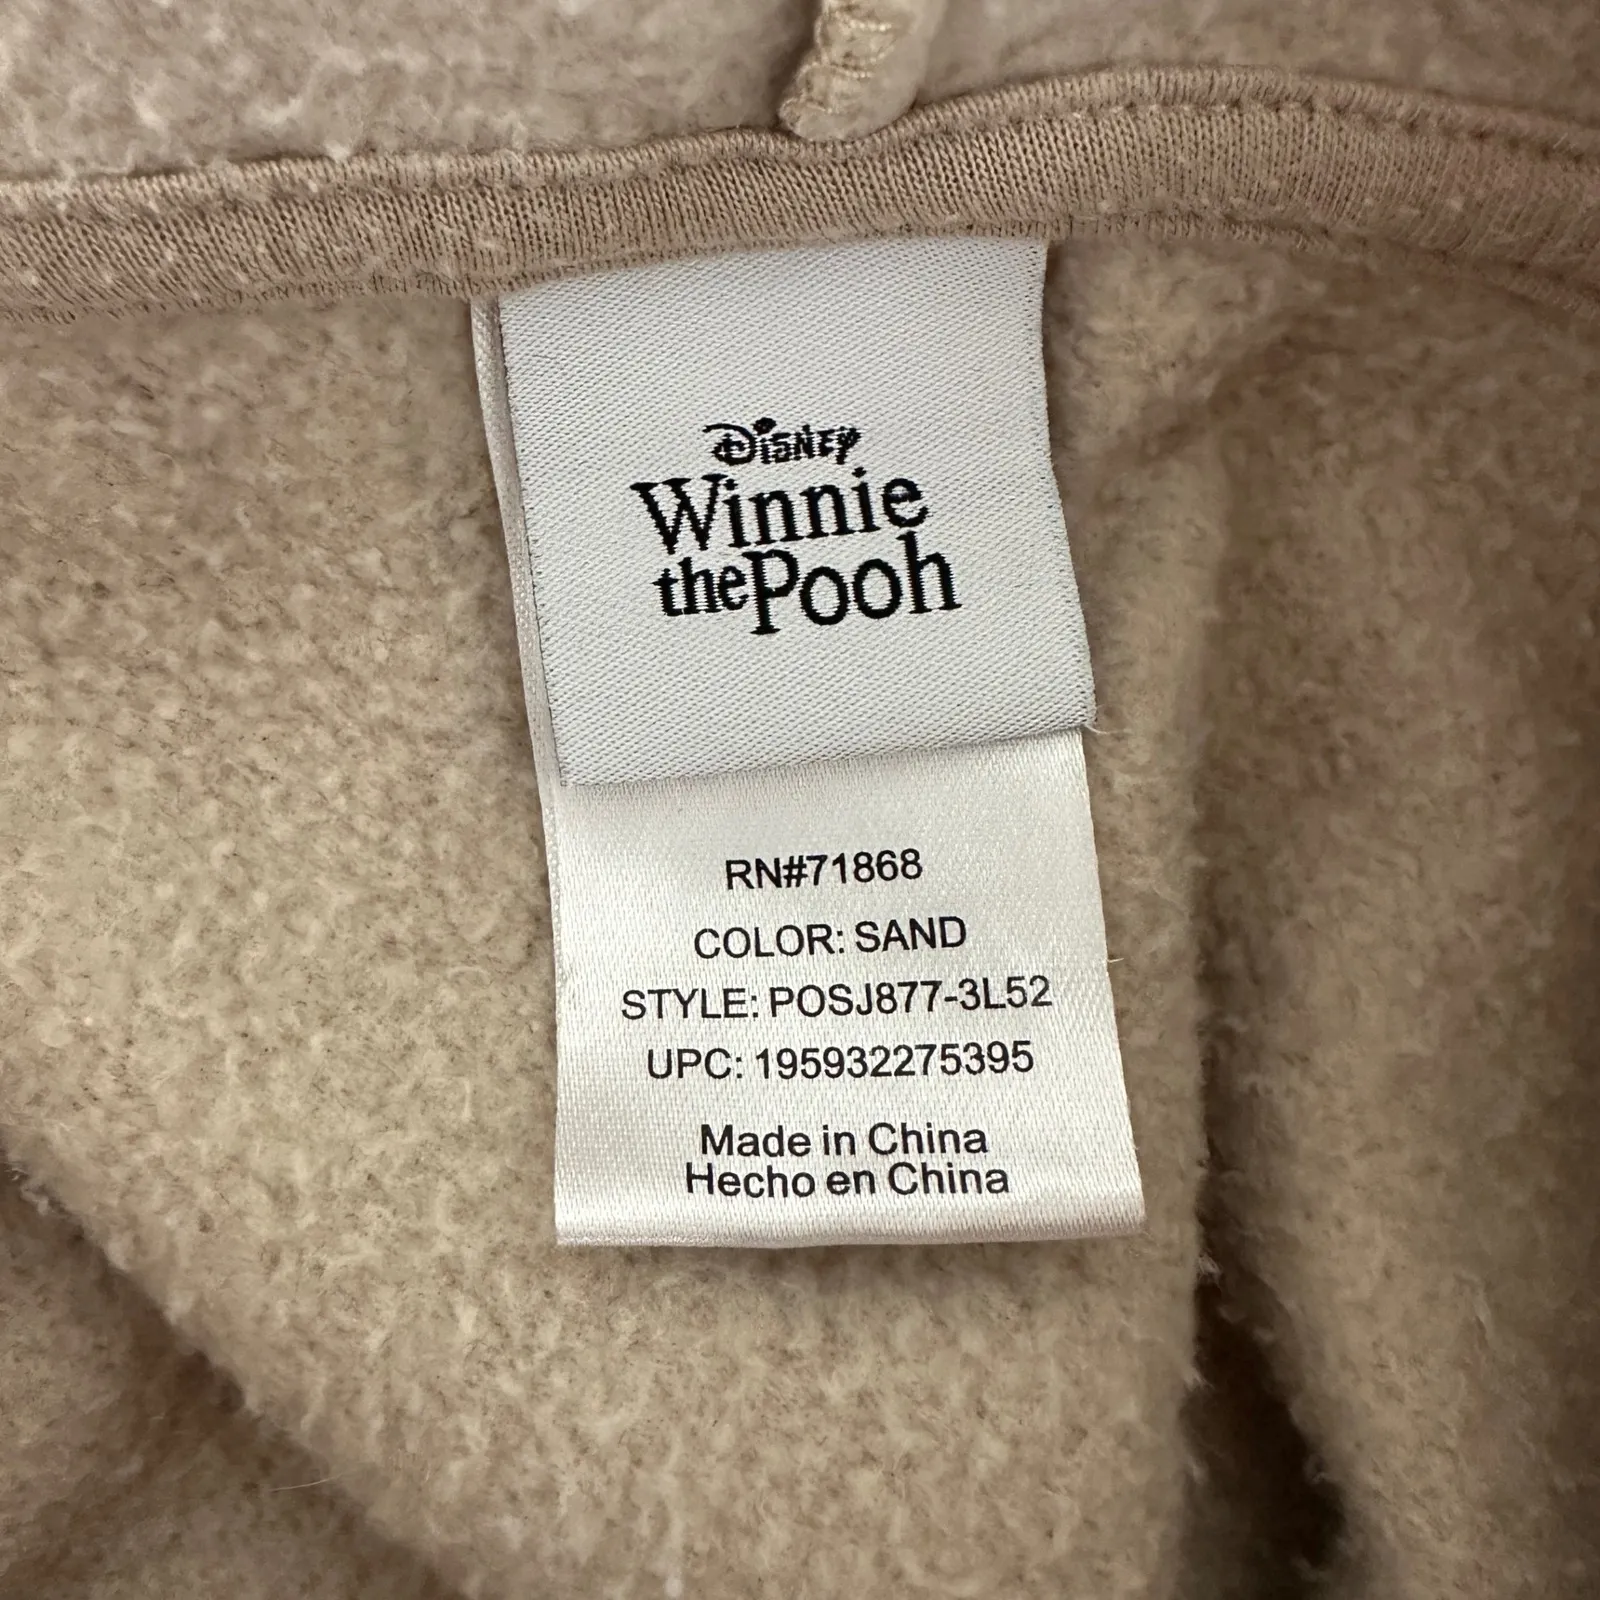 Disney
Winnie
the Pooh
RN#71868
COLOR: SAND
STYLE: POSJ877-3L52
UPC: 195932275395
Made in China
Hecho en China